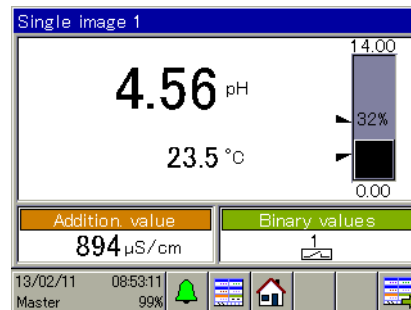 Single image 1
14.00
4.56 pH
32%
23.5 °C
0.00
Addition. value
Binary values
894 µS/cm
1
13/02/11 08:53:11
Master 99%